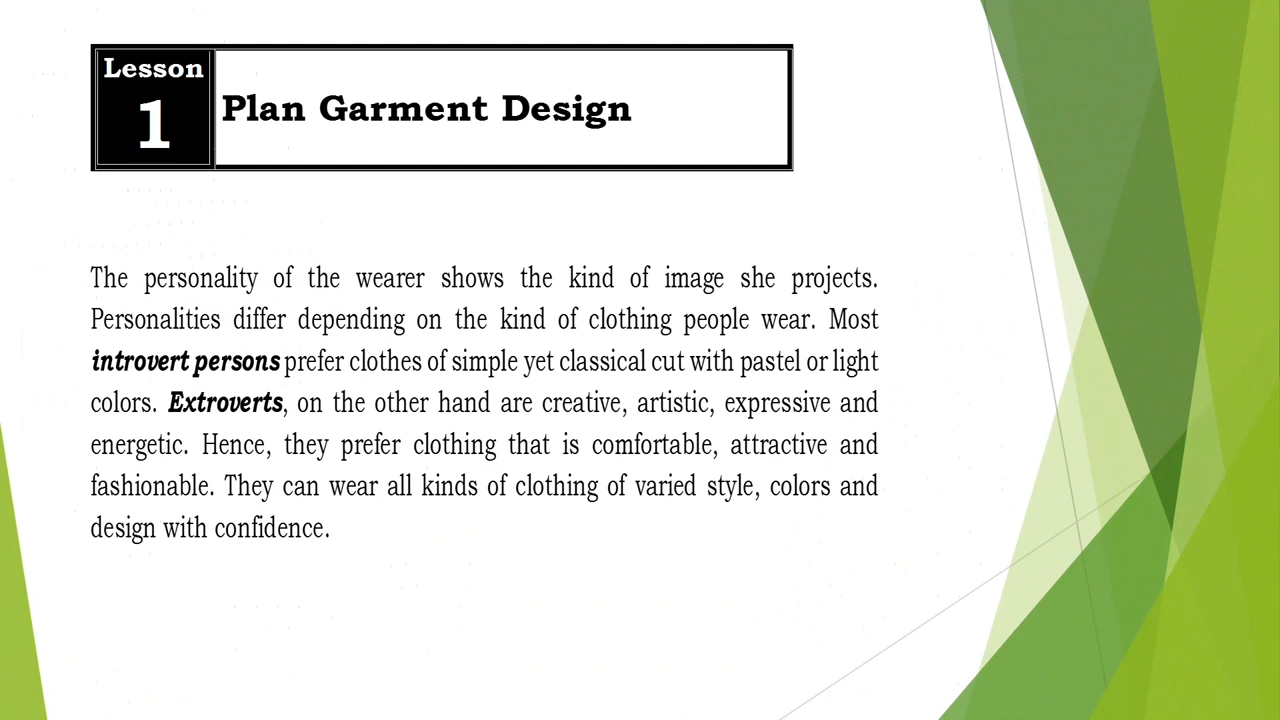 Lesson
1
Plan Garment Design
The personality of the wearer shows the kind of image she projects.
Personalities differ depending on the kind of clothing people wear. Most
introvert persons prefer clothes of simple yet classical cut with pastel or light
colors. Extroverts, on the other hand are creative, artistic, expressive and
energetic. Hence, they prefer clothing that is comfortable, attractive and
fashionable. They can wear all kinds of clothing of varied style, colors and
design with confidence.